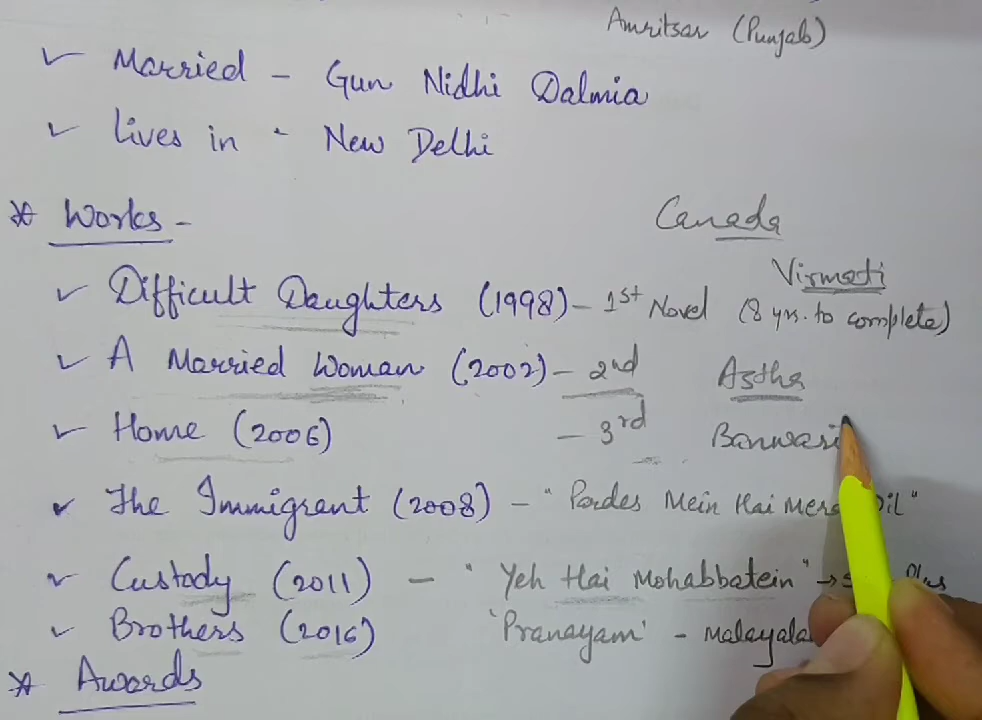 Amritsar (Punjab)
✓ Married - Gun Nidhi Dalmia
✓ Lives in - New Delhi
* Works -
Canada
Virmati
✓ Difficult Daughters (1998) - 1st Novel (8 yrs. to complete)
✓ A Married Woman (2002) - 2nd Astha
✓ Home (2006) - 3rd Banwari
✓ The Immigrant (2008) - "Pardes Mein Hai
✓ Custody (2011) - "Yeh Hai Mohabbatein" →
✓ Brothers (2016) 'Pranayam' -
* Awards